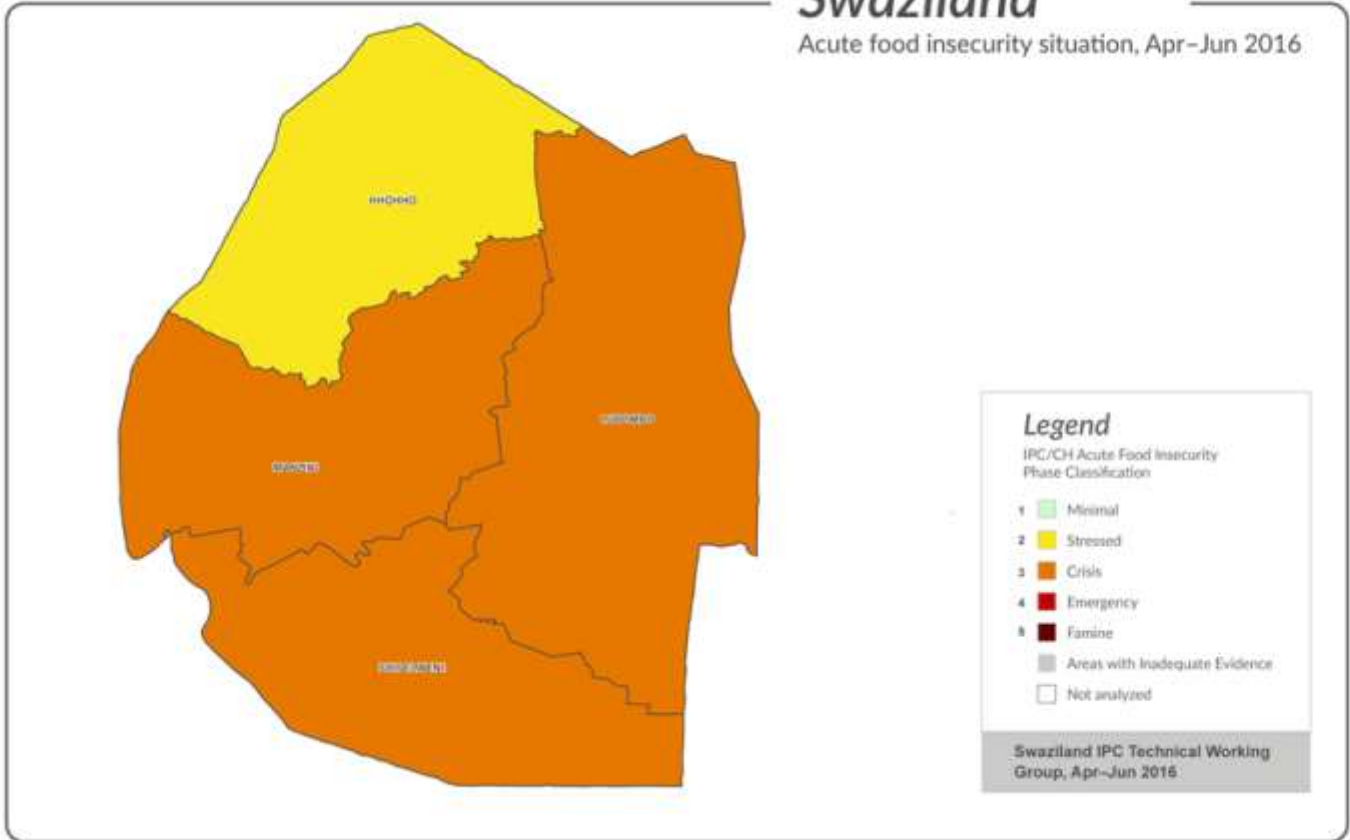 Swaziland
Acute food insecurity situation, Apr–Jun 2016
HHOHHO
LUBOMBO
MANZINI
SHISELWENI
Legend
IPC/CH Acute Food Insecurity
Phase Classification
1 Minimal
2 Stressed
3 Crisis
4 Emergency
5 Famine
Areas with Inadequate Evidence
Not analyzed
Swaziland IPC Technical Working
Group, Apr–Jun 2016